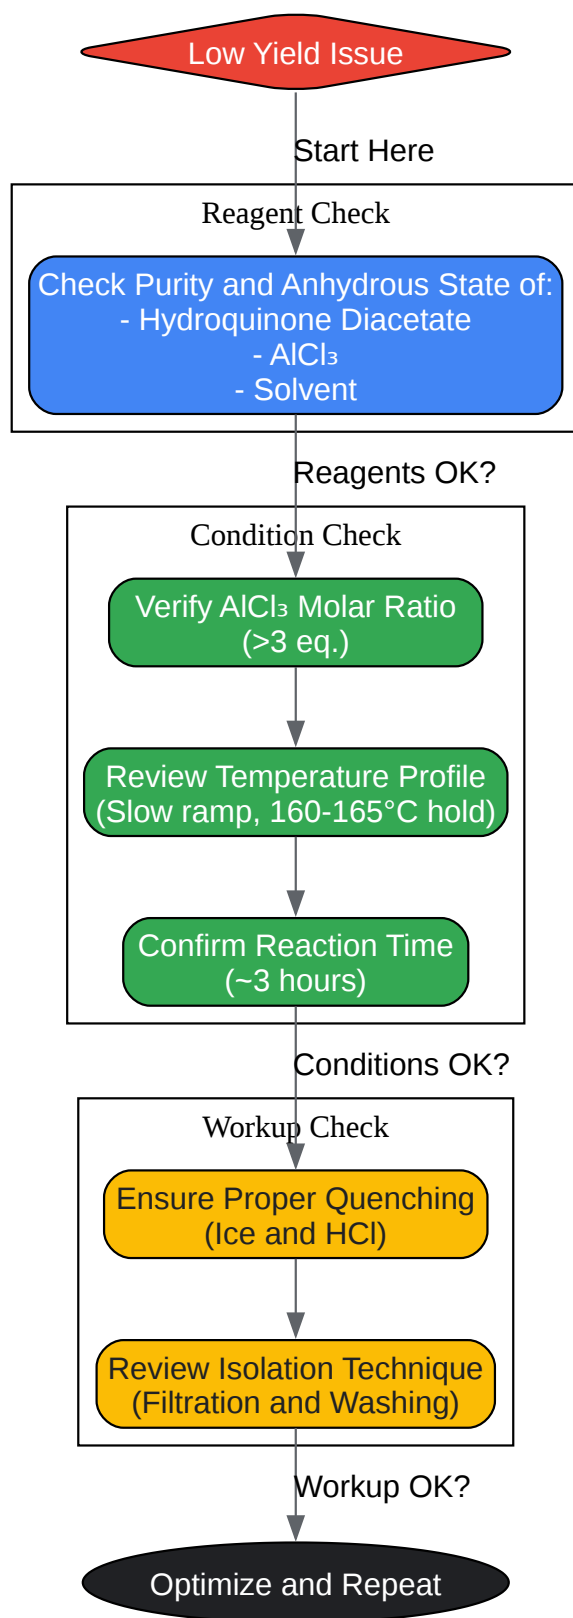 Low Yield Issue
Start Here
Reagent Check
Check Purity and Anhydrous State of:
- Hydroquinone Diacetate
- AlCl₃
- Solvent
Reagents OK?
Condition Check
Verify AlCl₃ Molar Ratio
(>3 eq.)
Review Temperature Profile
(Slow ramp, 160-165°C hold)
Confirm Reaction Time
(~3 hours)
Conditions OK?
Workup Check
Ensure Proper Quenching
(Ice and HCl)
Review Isolation Technique
(Filtration and Washing)
Workup OK?
Optimize and Repeat